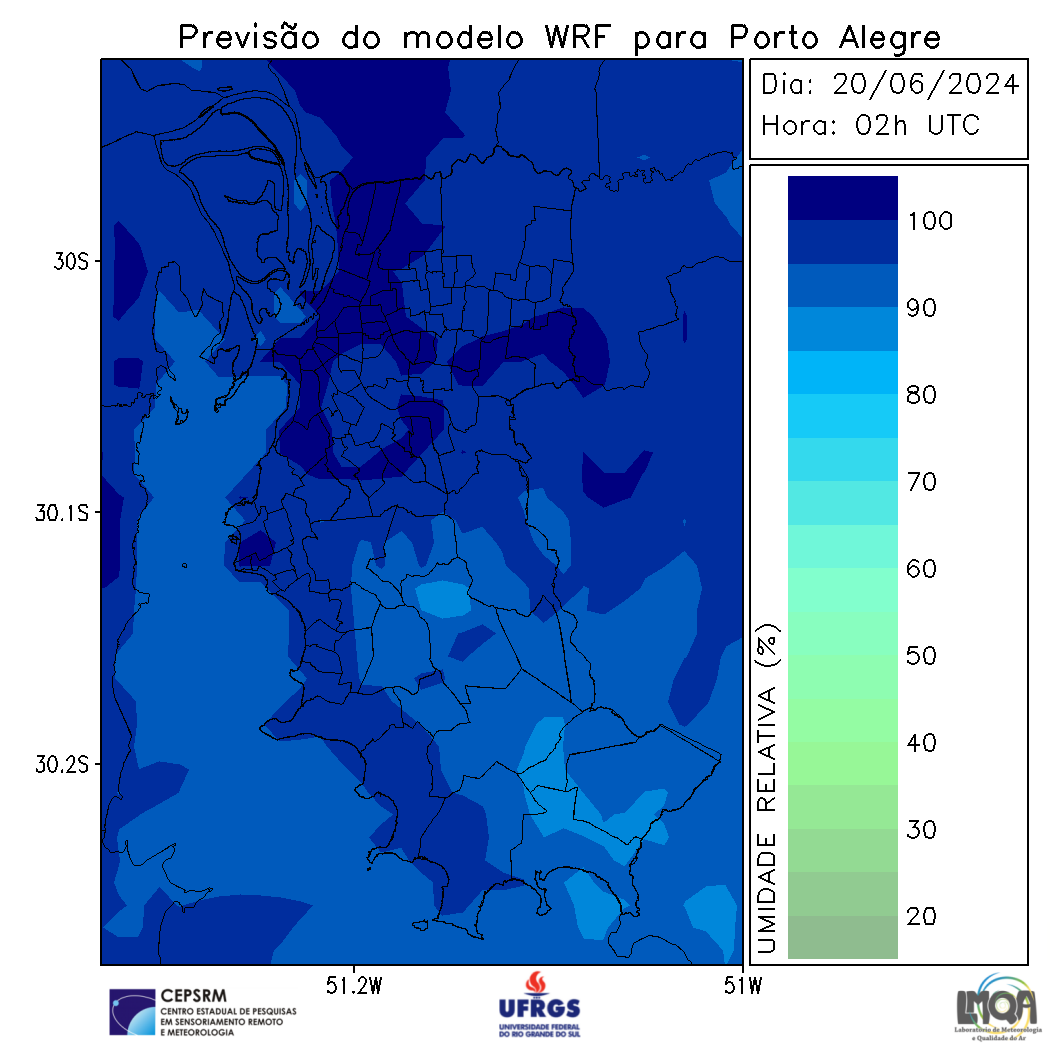 Previsão do modelo WRF para Porto Alegre
Dia: 20/06/2024
Hora: 02h UTC
30S
30.1S
30.2S
51.2W
51W
100
90
80
70
60
50
40
30
20
UMIDADE RELATIVA (%)
CEPSRM
CENTRO ESTADUAL DE PESQUISAS
EM SENSORIAMENTO REMOTO
E METEOROLOGIA
UFRGS
UNIVERSIDADE FEDERAL
DO RIO GRANDE DO SUL
LMQA
Laboratório de Meteorologia
e Qualidade do Ar